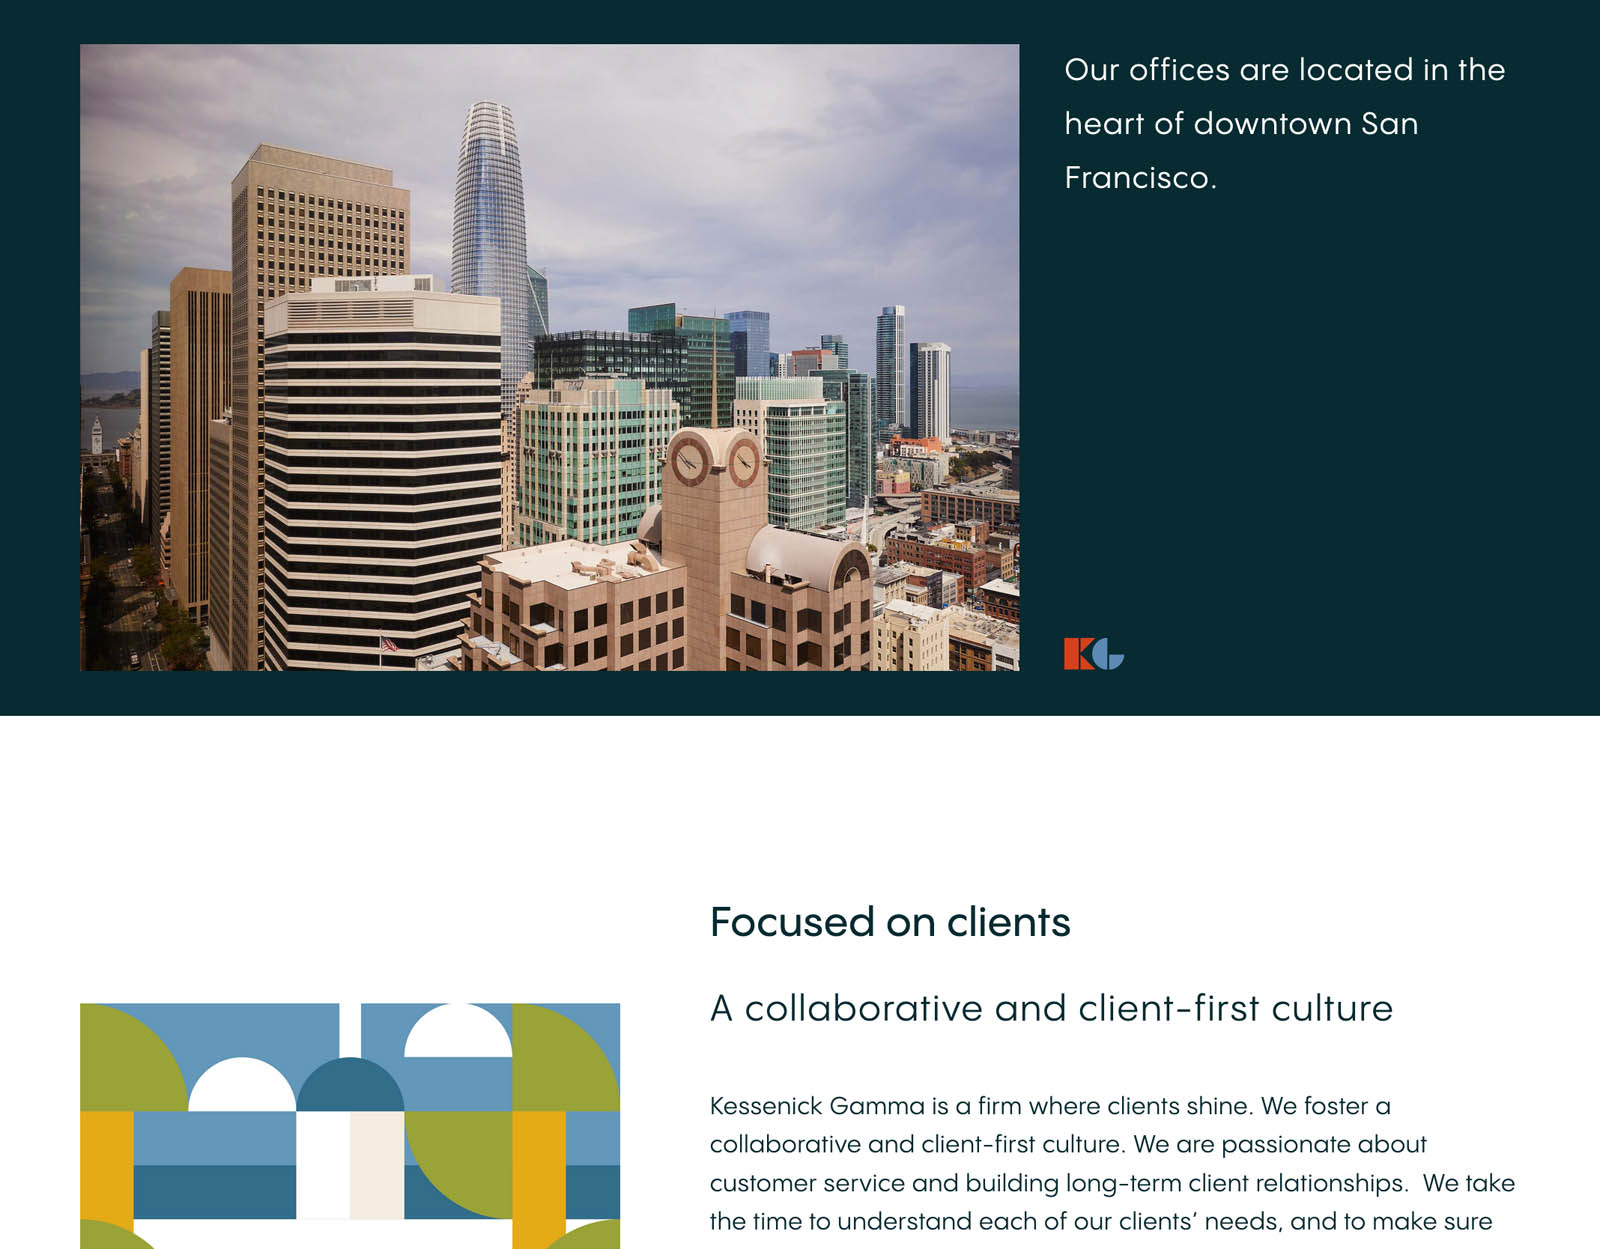 Our offices are located in the
heart of downtown San
Francisco.
KG
Focused on clients
A collaborative and client-first culture
Kessenick Gamma is a firm where clients shine. We foster a
collaborative and client-first culture. We are passionate about
customer service and building long-term client relationships.  We take
the time to understand each of our clients’ needs, and to make sure